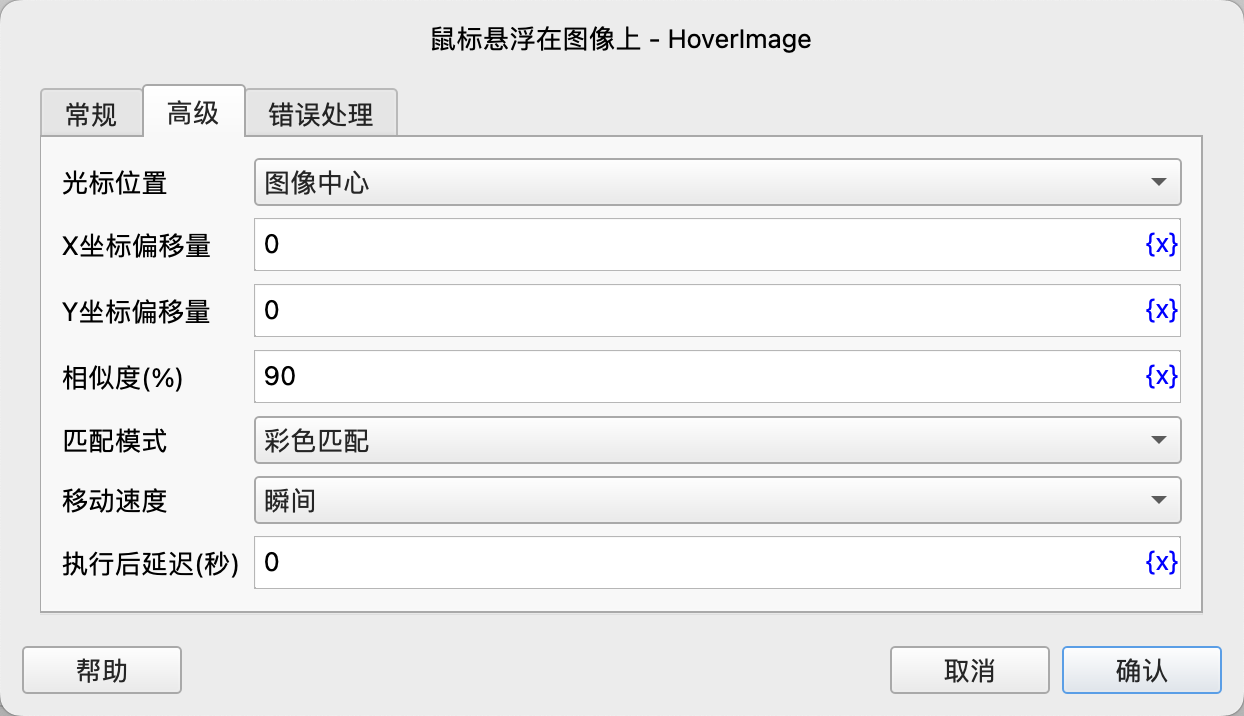 鼠标悬浮在图像上 - HoverImage
常规 高级 错误处理
光标位置 图像中心
X坐标偏移量 0 {x}
Y坐标偏移量 0 {x}
相似度(%) 90 {x}
匹配模式 彩色匹配
移动速度 瞬间
执行后延迟(秒) 0 {x}
帮助 取消 确认